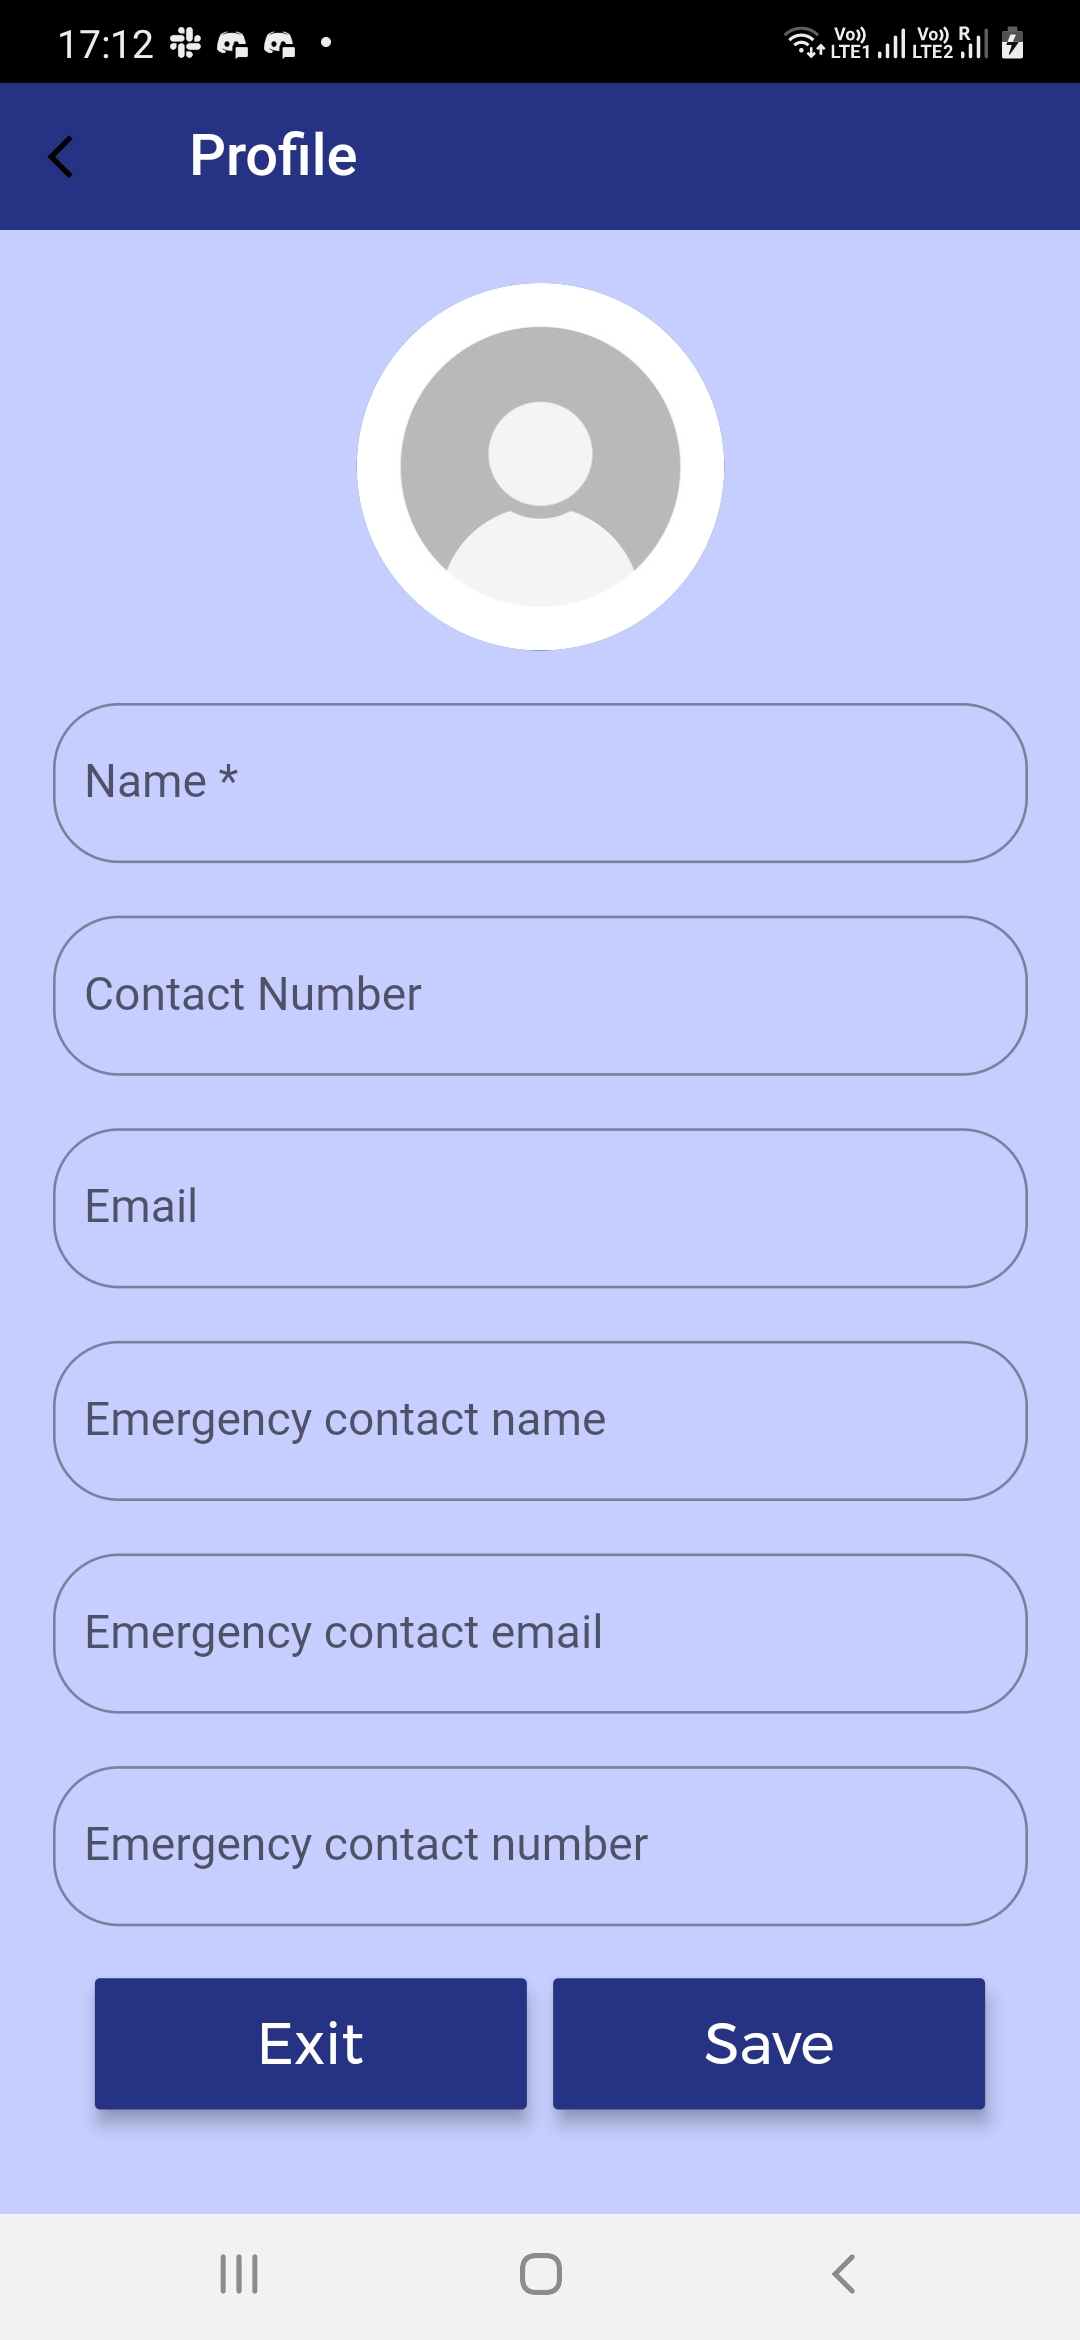 17:12 Vo)) LTE1 Vo)) LTE2 R
Profile
Name *
Contact Number
Email
Emergency contact name
Emergency contact email
Emergency contact number
Exit Save